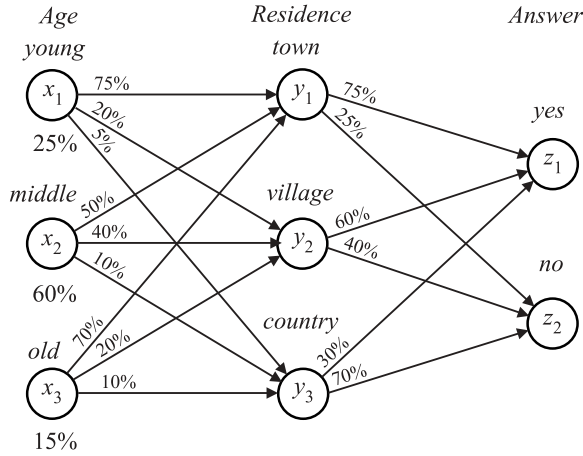 Age
Residence
Answer
young
town
x1
75%
y1
75%
20%
5%
25%
25%
yes
z1
middle
50%
village
60%
x2
40%
y2
40%
10%
60%
no
z2
old
70%
20%
country
30%
70%
x3
10%
y3
15%